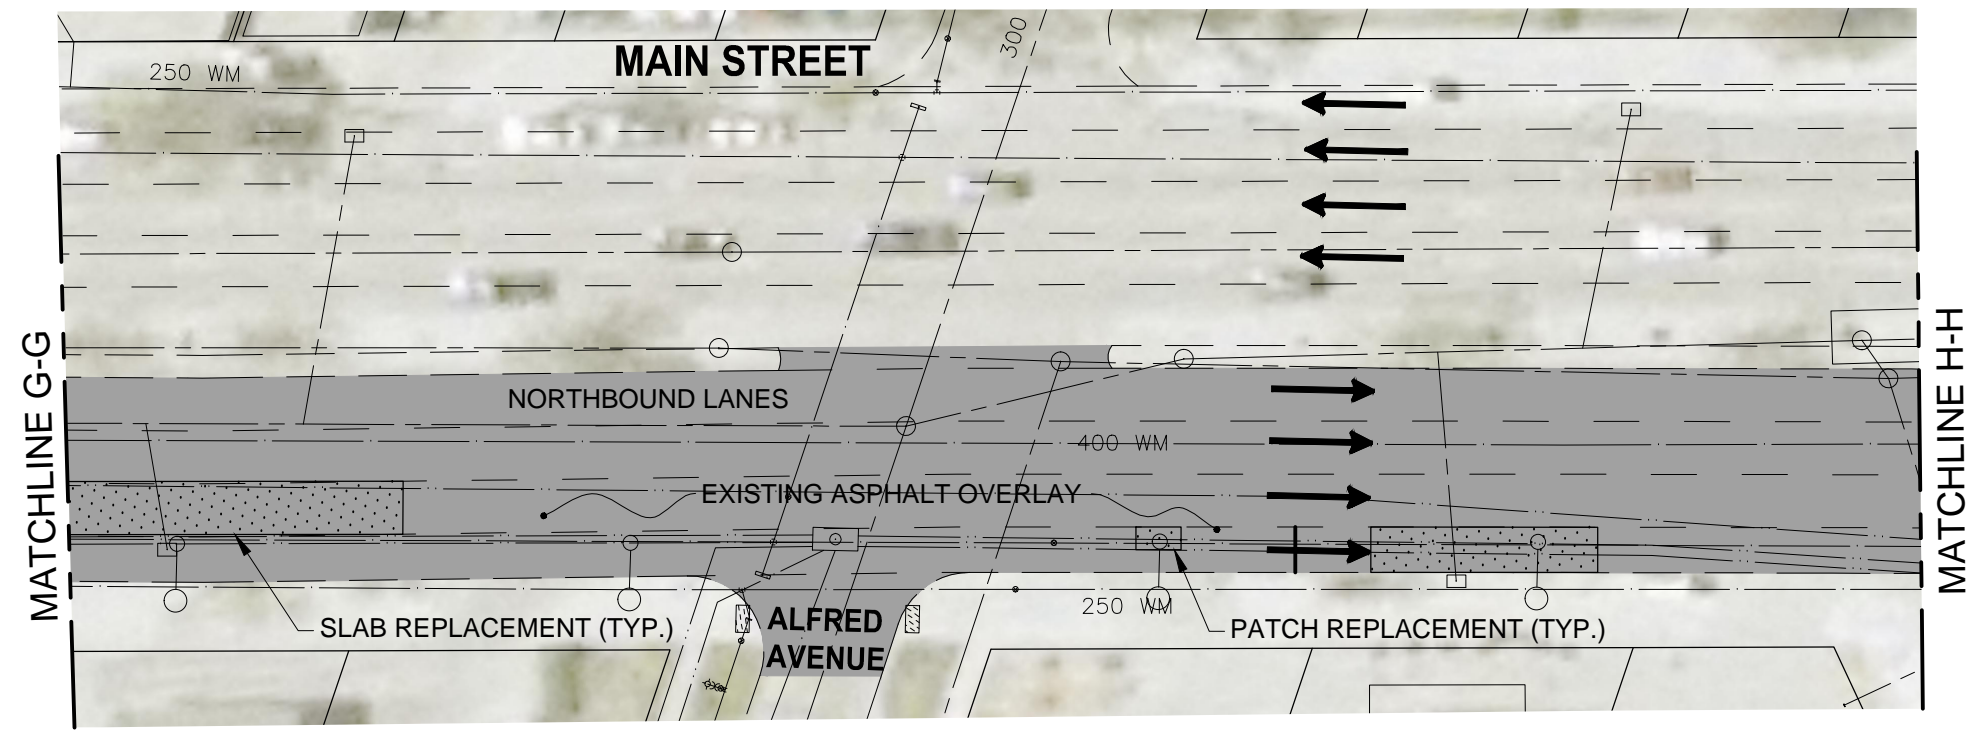 MAIN STREET
300
250 WM
MATCHLINE G-G
MATCHLINE H-H
NORTHBOUND LANES
400 WM
EXISTING ASPHALT OVERLAY
250 WM
SLAB REPLACEMENT (TYP.)
ALFRED
AVENUE
PATCH REPLACEMENT (TYP.)